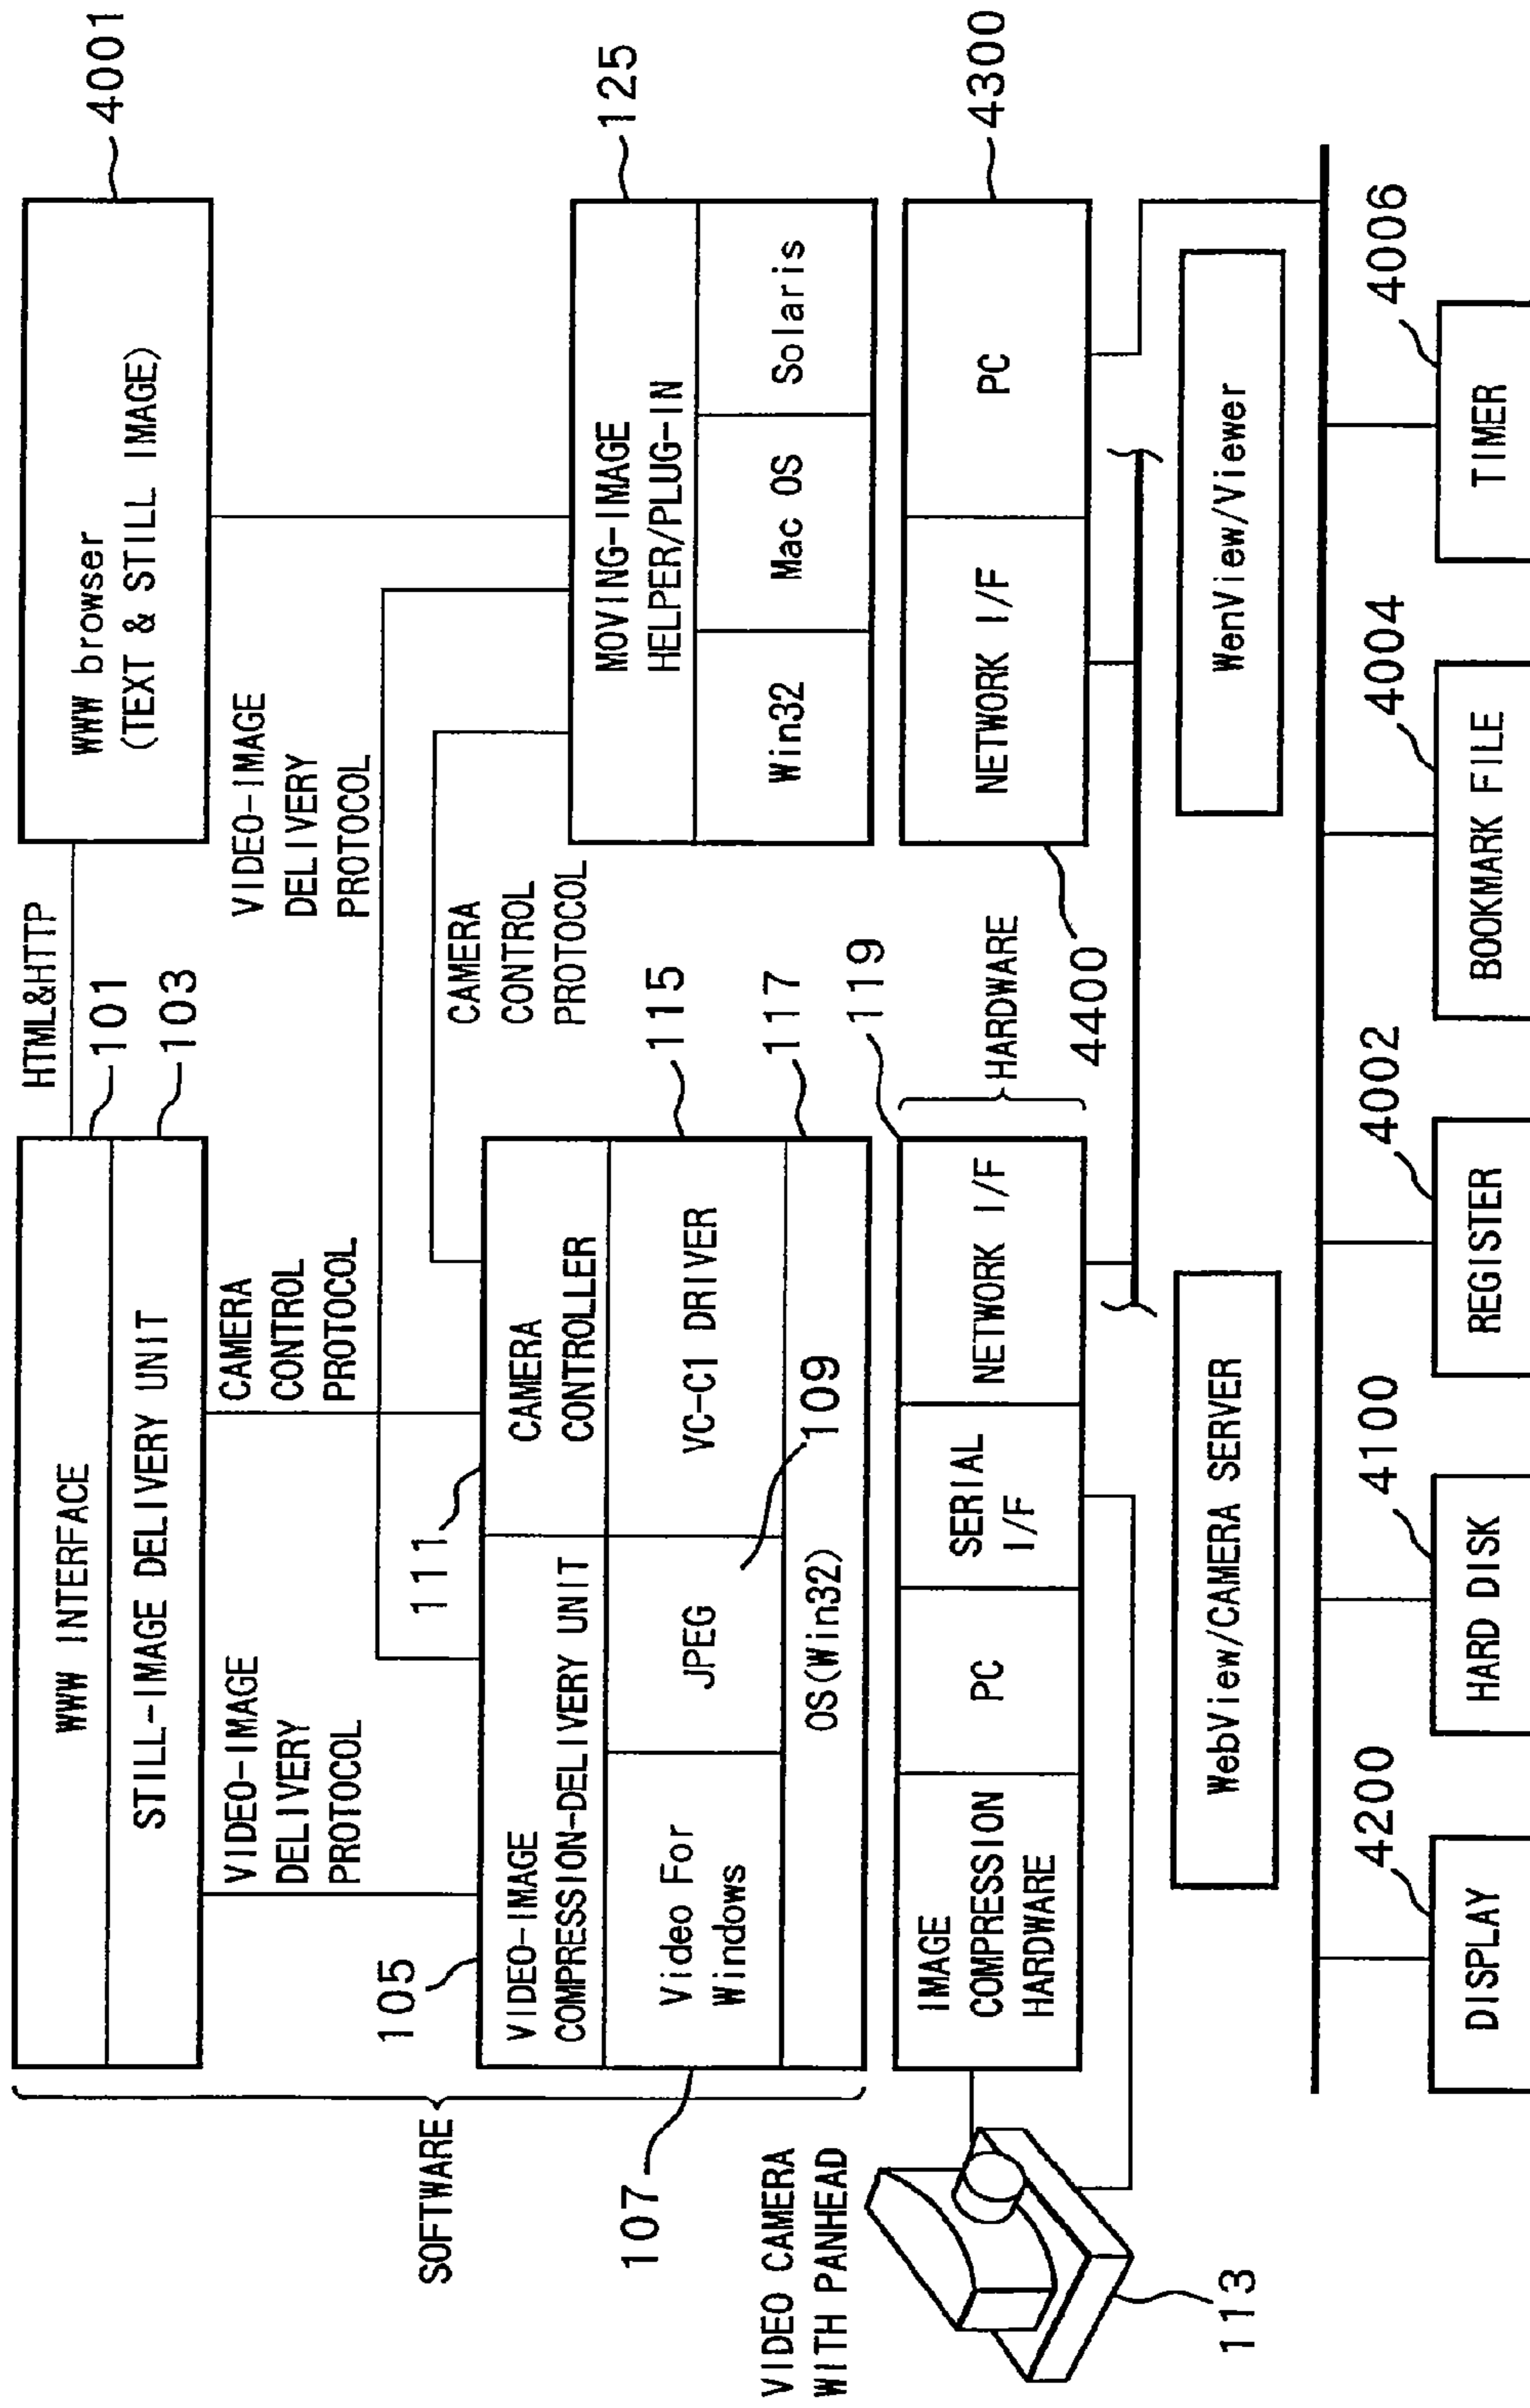 WWW INTERFACE
STILL-IMAGE DELIVERY UNIT
HTML&HTTP
101
103
WWW browser
(TEXT & STILL IMAGE)
4001
SOFTWARE
VIDEO-IMAGE
DELIVERY
PROTOCOL
CAMERA
CONTROL
PROTOCOL
VIDEO-IMAGE
DELIVERY
PROTOCOL
105
111
CAMERA
CONTROL
PROTOCOL
VIDEO-IMAGE
COMPRESSION-DELIVERY UNIT
CAMERA
CONTROLLER
115
Video For
Windows
JPEG
VC-C1 DRIVER
109
OS(Win32)
117
107
MOVING-IMAGE
HELPER/PLUG-IN
125
Win32
Mac OS
Solaris
VIDEO CAMERA
WITH PANHEAD
113
IMAGE
COMPRESSION
HARDWARE
PC
SERIAL
I/F
NETWORK I/F
119
HARDWARE
NETWORK I/F
PC
4300
4400
WebView/CAMERA SERVER
WenView/Viewer
4200
4100
4002
4004
4006
DISPLAY
HARD DISK
REGISTER
BOOKMARK FILE
TIMER